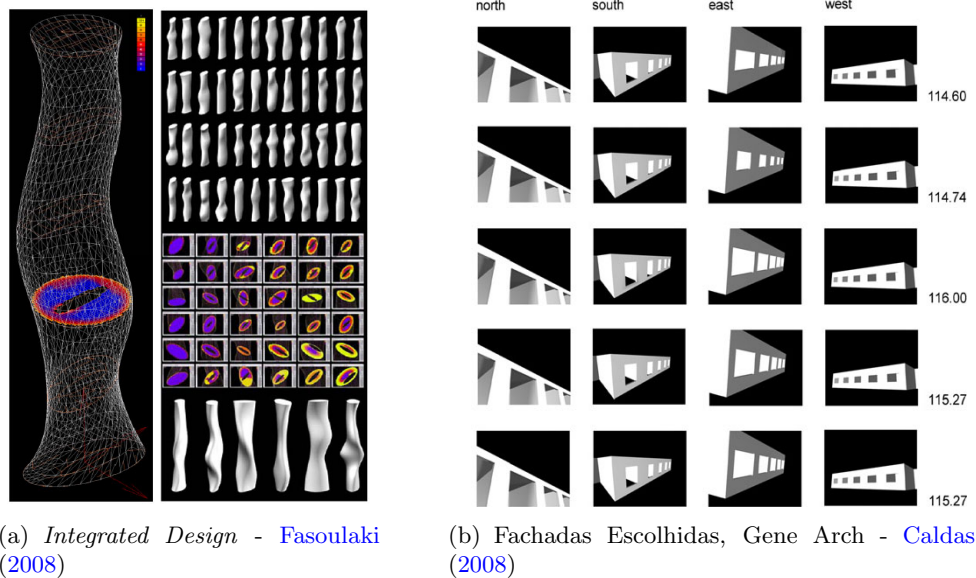 north south east west
114.60
114.74
116.00
115.27
115.27
(a) Integrated Design - Fasoulaki
(2008)
(b) Fachadas Escolhidas, Gene Arch - Caldas
(2008)